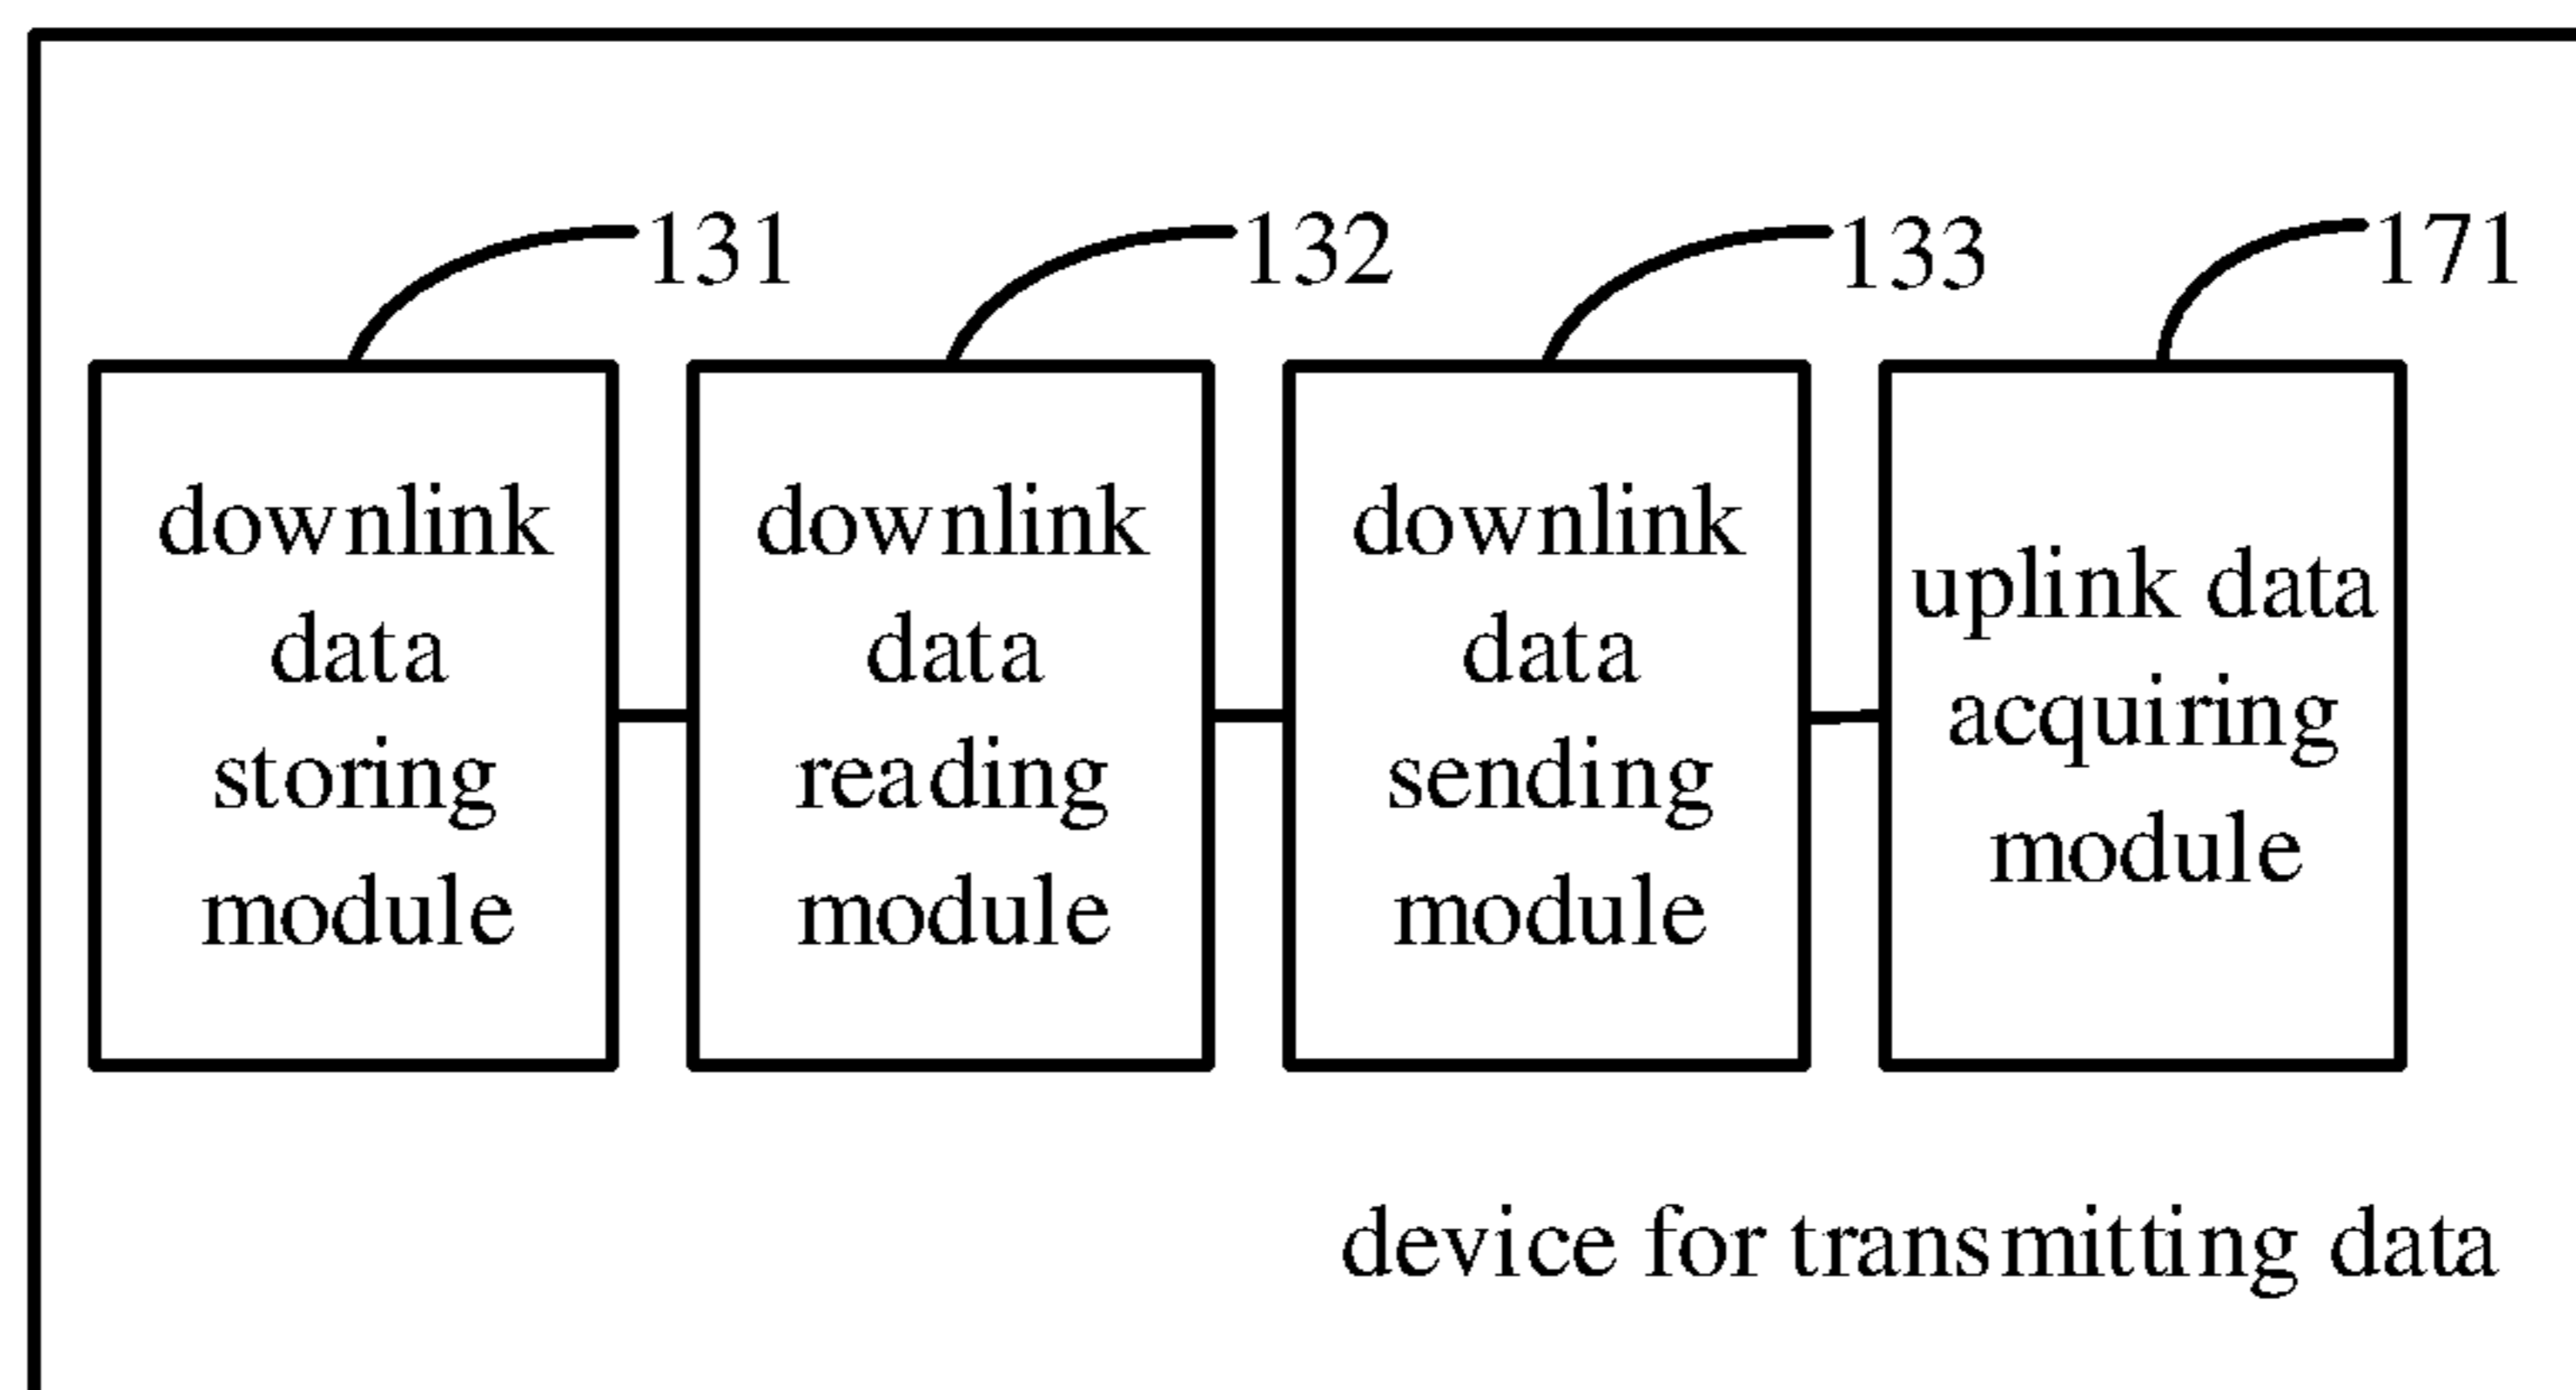 131
132
133
171
downlink
data
storing
module
downlink
data
reading
module
downlink
data
sending
module
uplink data
acquiring
module
device for transmitting data